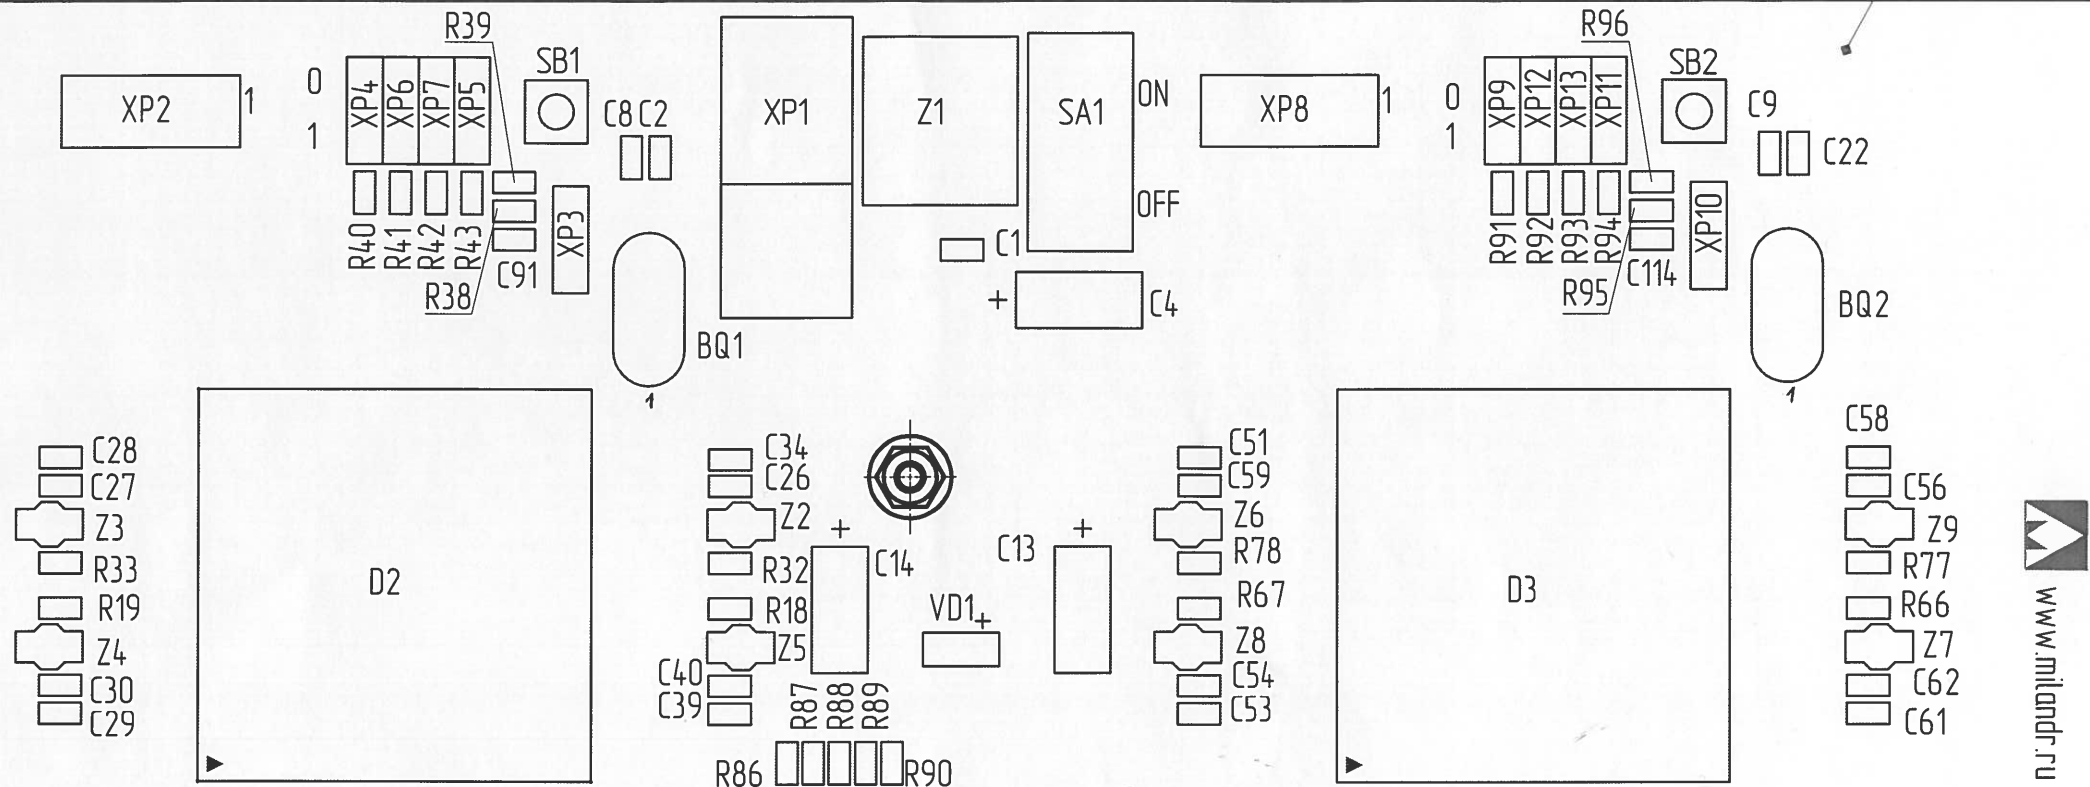 R39
R96
SB1
SB2
XP2
1
0
1
XP4
XP6
XP7
XP5
C8
C2
XP1
Z1
SA1
ON
OFF
XP8
1
0
1
XP9
XP12
XP13
XP11
C9
C22
R40
R41
R42
R43
C91
R38
XP3
C1
+
C4
R91
R92
R93
R94
C114
R95
XP10
BQ1
1
BQ2
1
C28
C27
Z3
R33
R19
Z4
C30
C29
D2
C34
C26
Z2
R32
R18
Z5
C40
C39
+
C14
VD1
+
C13
+
R86
R87
R88
R89
R90
C51
C59
Z6
R78
R67
Z8
C54
C53
D3
C58
C56
Z9
R77
R66
Z7
C62
C61
www.milandr.ru